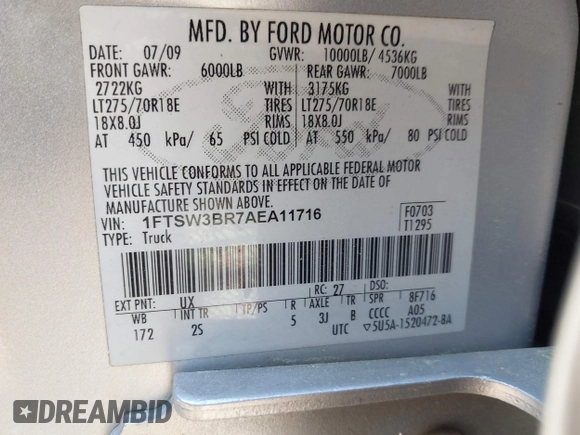 MFD. BY FORD MOTOR CO.
DATE: 07/09 GVWR: 10000LB/ 4536KG
FRONT GAWR: 6000LB REAR GAWR: 7000LB
2722KG WITH 3175KG WITH
LT275/70R18E TIRES LT275/70R18E TIRES
18X8.0J RIMS 18X8.0J RIMS
AT 450 kPa/ 65 PSI COLD AT 550 kPa/ 80 PSI COLD
THIS VEHICLE CONFORMS TO ALL APPLICABLE FEDERAL MOTOR
VEHICLE SAFETY STANDARDS IN EFFECT ON THE DATE OF
MANUFACTURE SHOWN ABOVE.
VIN: 1FTSW3BR7AEA11716 F0703
TYPE: Truck T1295
EXT PNT: UX RC: 27 DSO:
WB INT TR TP/PS R AXLE TR SPR 8F716
172 2S 5 3J B CCCC A05
UTC ▽5U5A-1520472-BA
DREAMBID